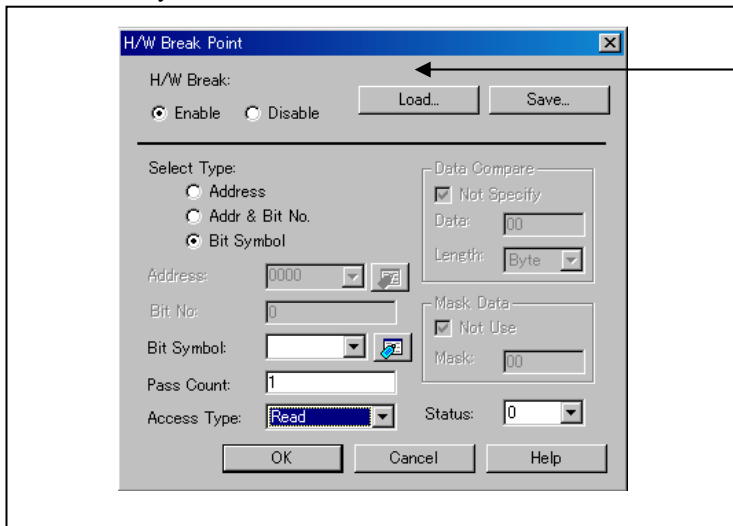 H/W Break Point
H/W Break:
Enable Disable
Load... Save...
Select Type:
Address
Addr & Bit No.
Bit Symbol
Address: 0000
Bit No: 0
Bit Symbol:
Pass Count: 1
Access Type: Read
Data Compare
Not Specify
Data: 00
Length: Byte
Mask Data
Not Use
Mask: 00
Status: 0
OK Cancel Help